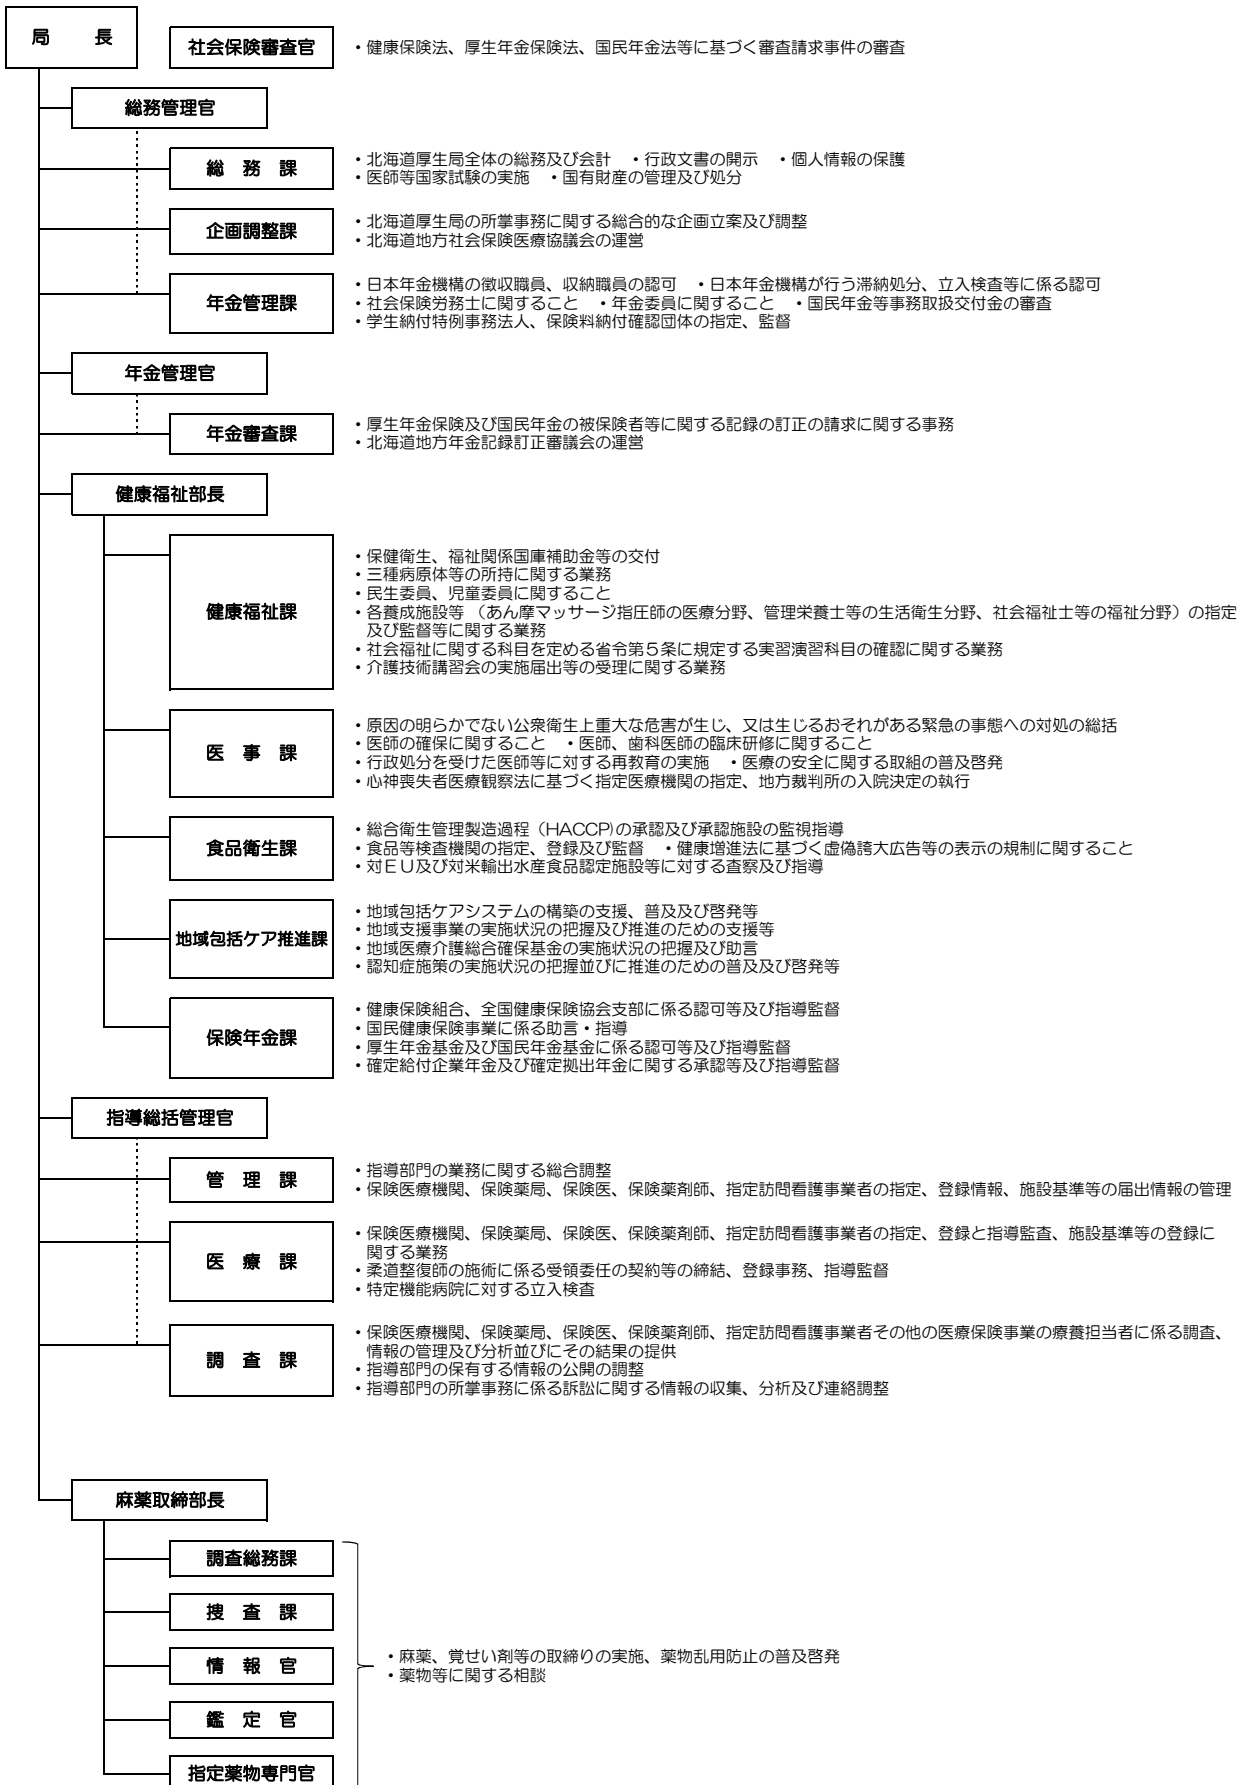 局　　長
社会保険審査官
・健康保険法、厚生年金保険法、国民年金法等に基づく審査請求事件の審査
総務管理官
総　務　課
・北海道厚生局全体の総務及び会計　・行政文書の開示　・個人情報の保護
・医師等国家試験の実施　・国有財産の管理及び処分
企画調整課
・北海道厚生局の所掌事務に関する総合的な企画立案及び調整
・北海道地方社会保険医療協議会の運営
年金管理課
・日本年金機構の徴収職員、収納職員の認可　・日本年金機構が行う滞納処分、立入検査等に係る認可
・社会保険労務士に関すること　・年金委員に関すること　・国民年金等事務取扱交付金の審査
・学生納付特例事務法人、保険料納付確認団体の指定、監督
年金管理官
年金審査課
・厚生年金保険及び国民年金の被保険者等に関する記録の訂正の請求に関する事務
・北海道地方年金記録訂正審議会の運営
健康福祉部長
健康福祉課
・保健衛生、福祉関係国庫補助金等の交付
・三種病原体等の所持に関する業務
・民生委員、児童委員に関すること
・各養成施設等 （あん摩マッサージ指圧師の医療分野、管理栄養士等の生活衛生分野、社会福祉士等の福祉分野）の指定
及び監督等に関する業務
・社会福祉に関する科目を定める省令第５条に規定する実習演習科目の確認に関する業務
・介護技術講習会の実施届出等の受理に関する業務
医　事　課
・原因の明らかでない公衆衛生上重大な危害が生じ、又は生じるおそれがある緊急の事態への対処の総括
・医師の確保に関すること　・医師、歯科医師の臨床研修に関すること
・行政処分を受けた医師等に対する再教育の実施　・医療の安全に関する取組の普及啓発
・心神喪失者医療観察法に基づく指定医療機関の指定、地方裁判所の入院決定の執行
食品衛生課
・総合衛生管理製造過程（HACCP)の承認及び承認施設の監視指導
・食品等検査機関の指定、登録及び監督　・健康増進法に基づく虚偽誇大広告等の表示の規制に関すること
・対ＥＵ及び対米輸出水産食品認定施設等に対する査察及び指導
地域包括ケア推進課
・地域包括ケアシステムの構築の支援、普及及び啓発等
・地域支援事業の実施状況の把握及び推進のための支援等
・地域医療介護総合確保基金の実施状況の把握及び助言
・認知症施策の実施状況の把握並びに推進のための普及及び啓発等
保険年金課
・健康保険組合、全国健康保険協会支部に係る認可等及び指導監督
・国民健康保険事業に係る助言・指導
・厚生年金基金及び国民年金基金に係る認可等及び指導監督
・確定給付企業年金及び確定拠出年金に関する承認等及び指導監督
指導総括管理官
管　理　課
・指導部門の業務に関する総合調整
・保険医療機関、保険薬局、保険医、保険薬剤師、指定訪問看護事業者の指定、登録情報、施設基準等の届出情報の管理
医　療　課
・保険医療機関、保険薬局、保険医、保険薬剤師、指定訪問看護事業者の指定、登録と指導監査、施設基準等の登録に
関する業務
・柔道整復師の施術に係る受領委任の契約等の締結、登録事務、指導監督
・特定機能病院に対する立入検査
調　査　課
・保険医療機関、保険薬局、保険医、保険薬剤師、指定訪問看護事業者その他の医療保険事業の療養担当者に係る調査、
情報の管理及び分析並びにその結果の提供
・指導部門の保有する情報の公開の調整
・指導部門の所掌事務に係る訴訟に関する情報の収集、分析及び連絡調整
麻薬取締部長
調査総務課
捜　査　課
情　報　官
・麻薬、覚せい剤等の取締りの実施、薬物乱用防止の普及啓発
・薬物等に関する相談
鑑　定　官
指定薬物専門官